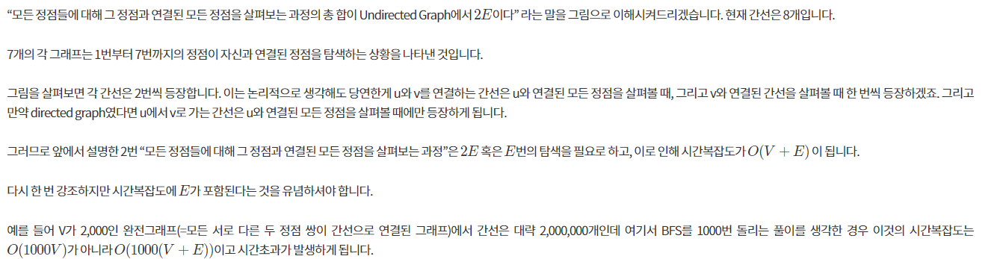 “모든 정점들에 대해 그 정점과 연결된 모든 정점을 살펴보는 과정의 총 합이 Undirected Graph에서 2E이다” 라는 말을 그림으로 이해시켜드리겠습니다. 현재 간선은 8개입니다.
7개의 각 그래프는 1번부터 7번까지의 정점이 자신과 연결된 정점을 탐색하는 상황을 나타낸 것입니다.
그림을 살펴보면 각 간선은 2번씩 등장합니다. 이는 논리적으로 생각해도 당연한게 u와 v를 연결하는 간선은 u와 연결된 모든 정점을 살펴볼 때, 그리고 v와 연결된 간선을 살펴볼 때 한 번씩 등장하겠죠. 그리고
만약 directed graph였다면 u에서 v로 가는 간선은 u와 연결된 모든 정점을 살펴볼 때에만 등장하게 됩니다.
그러므로 앞에서 설명한 2번 “모든 정점들에 대해 그 정점과 연결된 모든 정점을 살펴보는 과정”은 2E 혹은 E번의 탐색을 필요로 하고, 이로 인해 시간복잡도가 O(V + E) 이 됩니다.
다시 한 번 강조하지만 시간복잡도에 E가 포함된다는 것을 유념하셔야 합니다.
예를 들어 V가 2,000인 완전그래프(=모든 서로 다른 두 정점 쌍이 간선으로 연결된 그래프)에서 간선은 대략 2,000,000개인데 여기서 BFS를 1000번 돌리는 풀이를 생각한 경우 이것의 시간복잡도는
O(1000V)가 아니라 O(1000(V + E))이고 시간초과가 발생하게 됩니다.